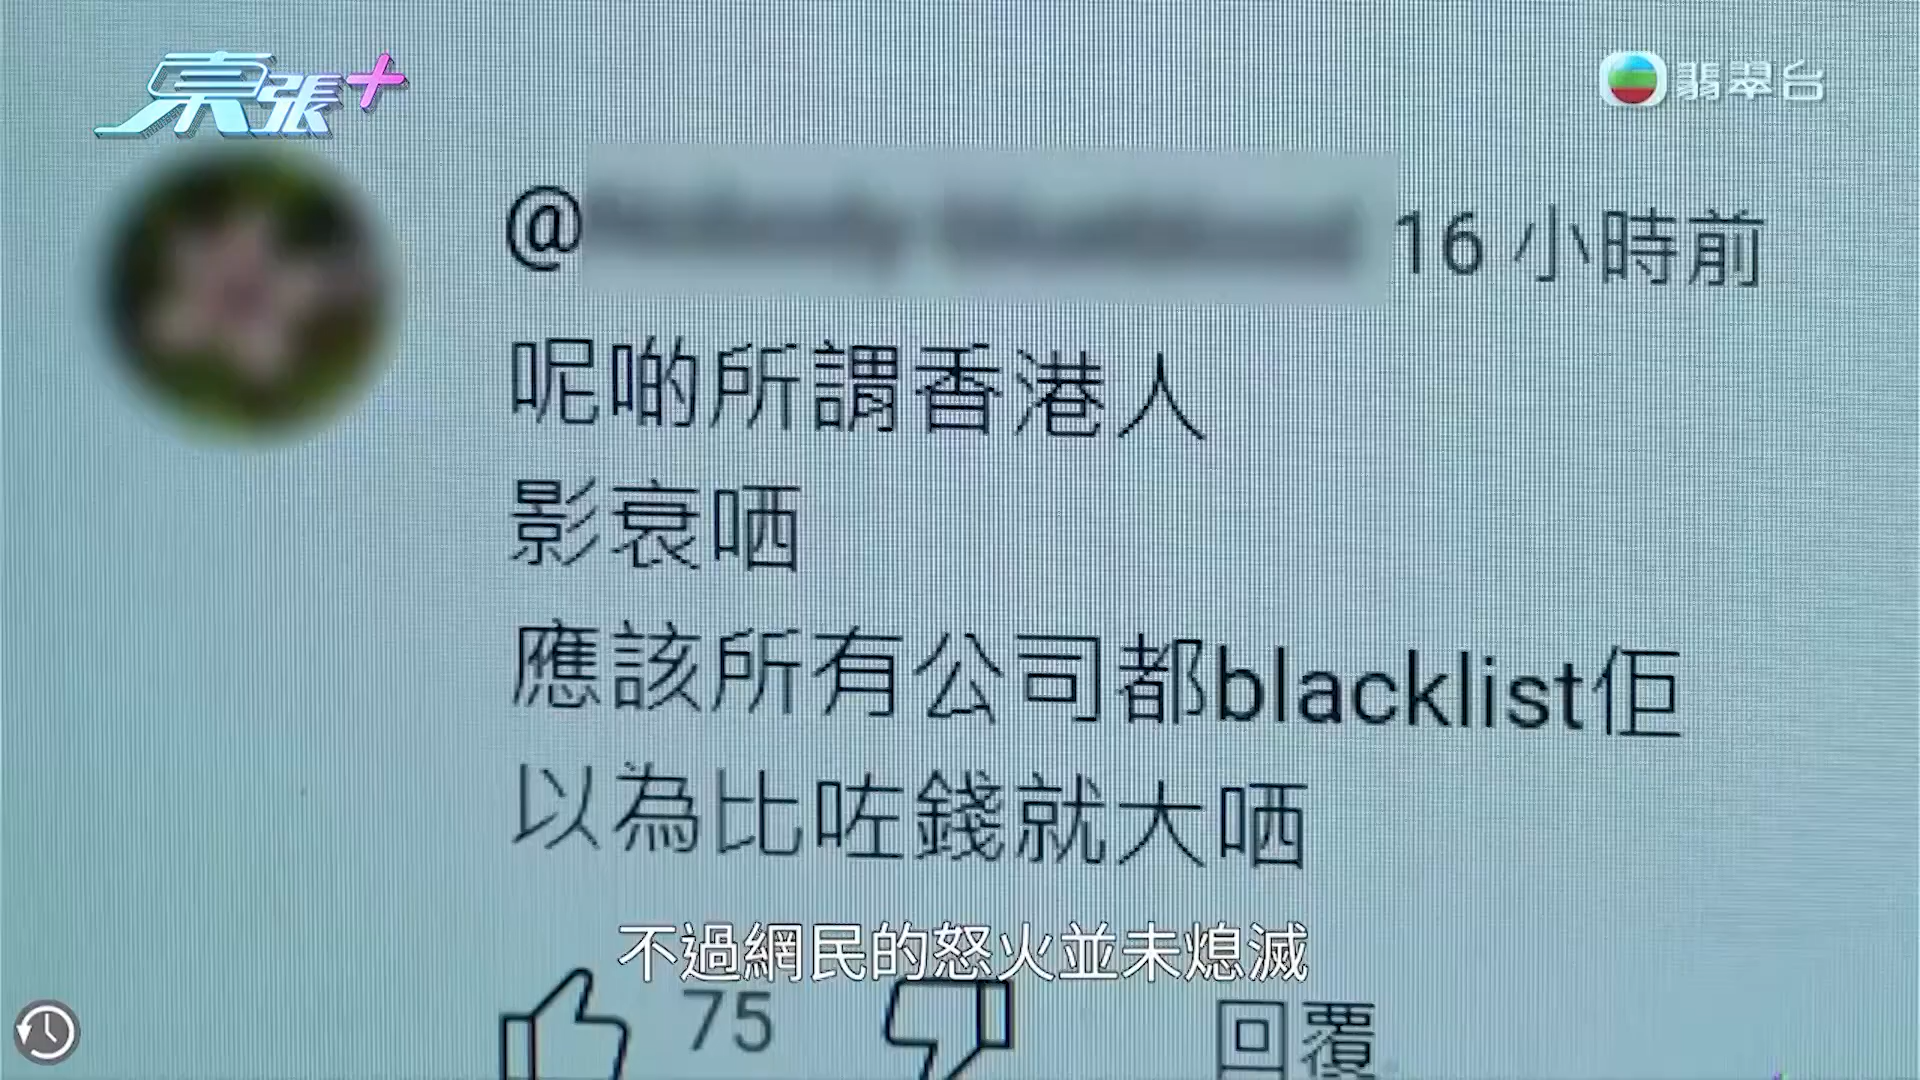 東張+
翡翠台
@
16 小時前
呢啲所謂香港人
影衰哂
應該所有公司都blacklist佢
以為比咗錢就大哂
不過網民的怒火並未熄滅
75
回覆